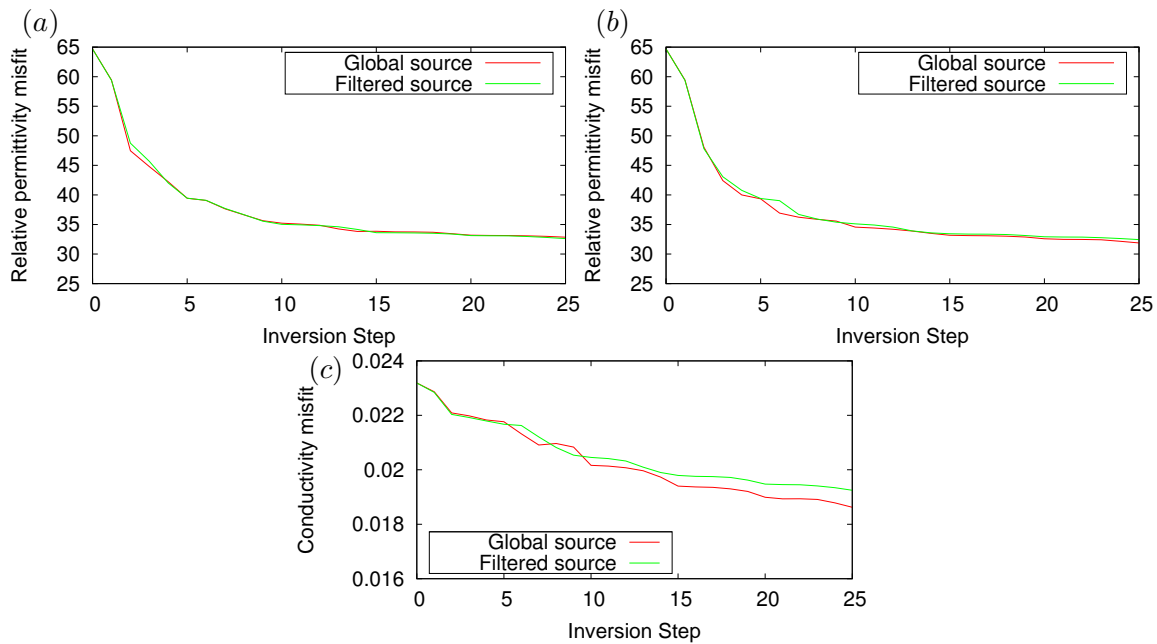 (a)
Relative permittivity misfit
65
60
55
50
45
40
35
30
25
Global source
Filtered source
0 5 10 15 20 25
Inversion Step
(b)
Relative permittivity misfit
65
60
55
50
45
40
35
30
25
Global source
Filtered source
0 5 10 15 20 25
Inversion Step
(c)
Conductivity misfit
0.024
0.022
0.02
0.018
0.016
Global source
Filtered source
0 5 10 15 20 25
Inversion Step